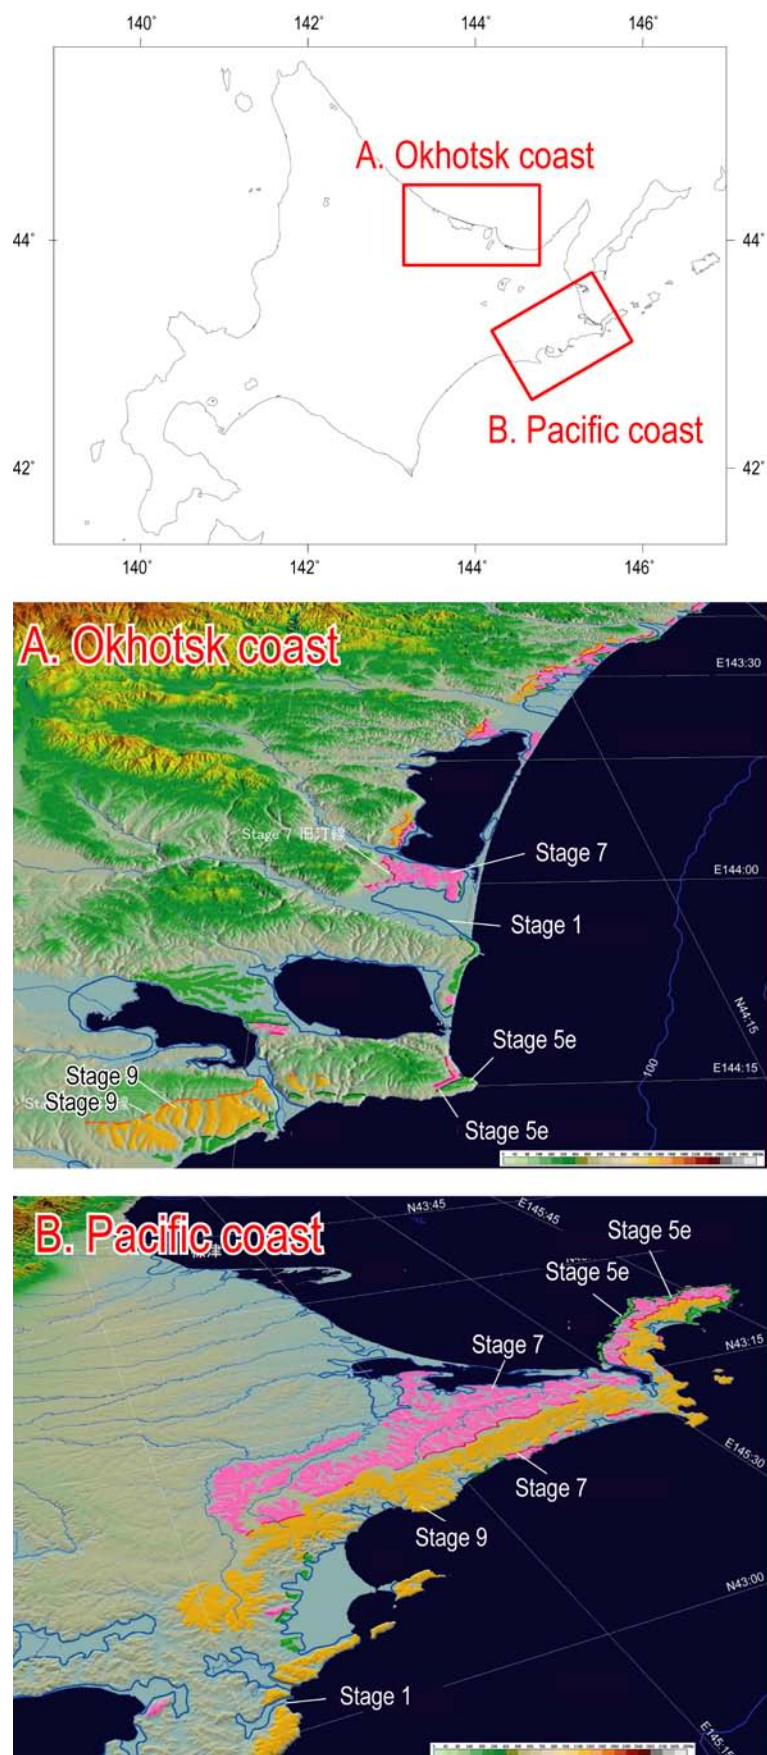 140° 142° 144° 146°
A. Okhotsk coast
44° 44°
B. Pacific coast
42° 42°
140° 142° 144° 146°
A. Okhotsk coast
E143:30
Stage 7 旧汀線
Stage 7
E144:00
Stage 1
N44:15
100
Stage 5e
Stage 9
E144:15
Stage 9
Stage 5e
B. Pacific coast
N43:45
E145:45
Stage 5e
Stage 5e
N43:15
Stage 7
E145:30
Stage 7
Stage 9
N43:00
Stage 1